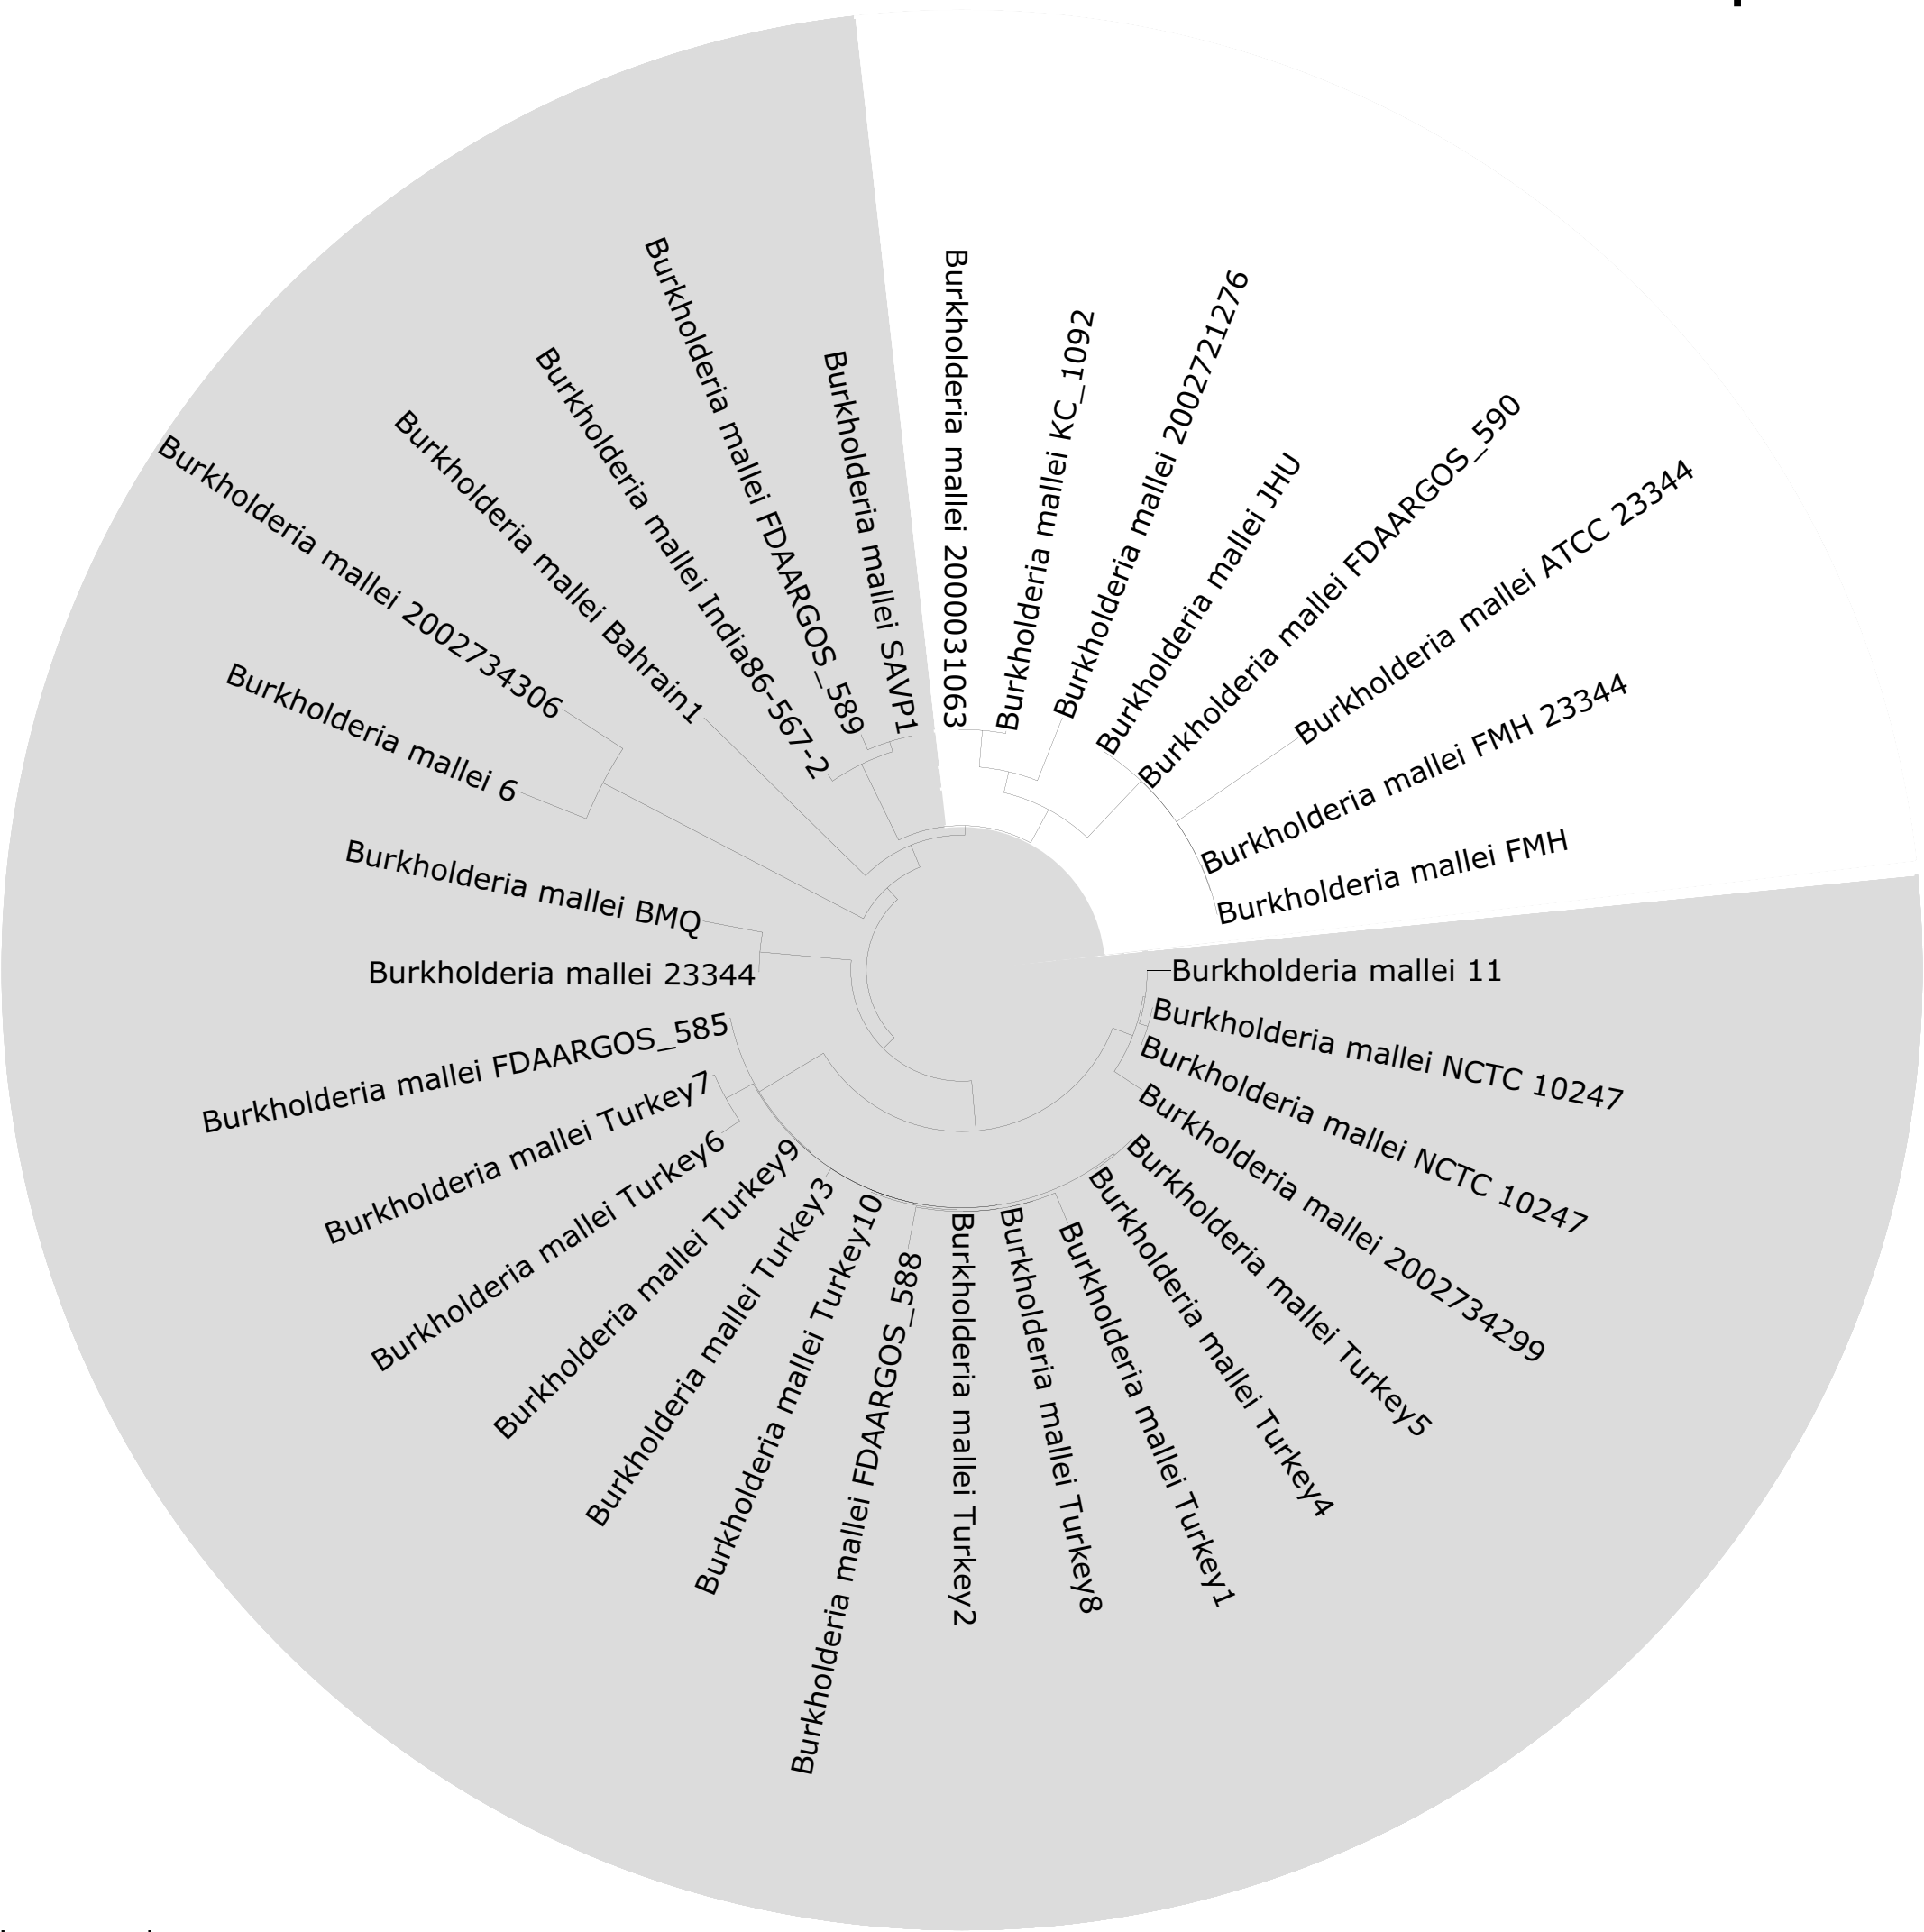 Burkholderia mallei 2000031063
Burkholderia mallei KC_1092
Burkholderia mallei 2002721276
Burkholderia mallei JHU
Burkholderia mallei FDAARGOS_590
Burkholderia mallei ATCC 23344
Burkholderia mallei FMH 23344
Burkholderia mallei FMH
Burkholderia mallei 11
Burkholderia mallei NCTC 10247
Burkholderia mallei NCTC 10247
Burkholderia mallei 2002734299
Burkholderia mallei Turkey5
Burkholderia mallei Turkey4
Burkholderia mallei Turkey1
Burkholderia mallei Turkey8
Burkholderia mallei Turkey2
Burkholderia mallei FDAARGOS_588
Burkholderia mallei Turkey10
Burkholderia mallei Turkey3
Burkholderia mallei Turkey9
Burkholderia mallei Turkey6
Burkholderia mallei Turkey7
Burkholderia mallei FDAARGOS_585
Burkholderia mallei 23344
Burkholderia mallei BMQ
Burkholderia mallei 6
Burkholderia mallei 2002734306
Burkholderia mallei Bahrain1
Burkholderia mallei India86-567-2
Burkholderia mallei FDAARGOS_589
Burkholderia mallei SAVP1